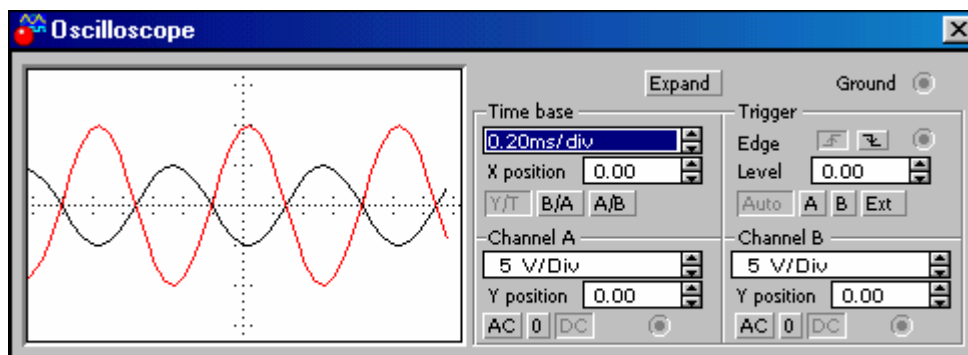 Oscilloscope
Expand Ground
Time base
0.20ms/div
X position 0.00
Y/T B/A A/B
Trigger
Edge
Level 0.00
Auto A B Ext
Channel A
5 V/Div
Y position 0.00
AC 0 DC
Channel B
5 V/Div
Y position 0.00
AC 0 DC